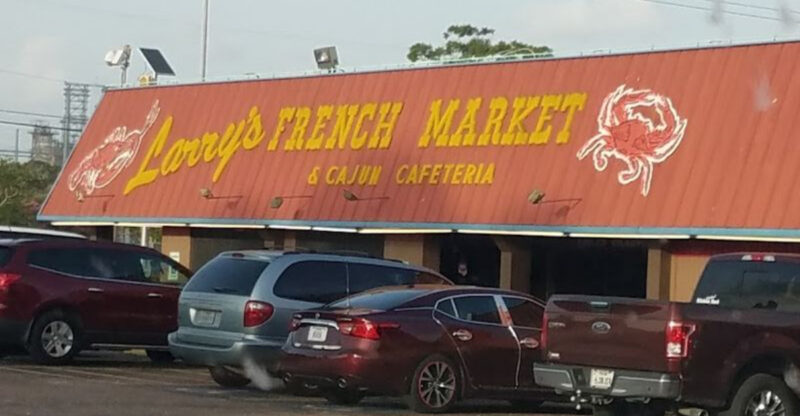 Larry's FRENCH MARKET
& CAJUN CAFETERIA